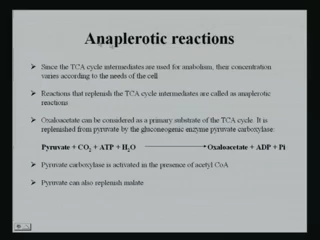 Anaplerotic reactions
Since the TCA cycle intermediates are used for anabolism, their concentration
varies according to the needs of the cell
Reactions that replenish the TCA cycle intermediates are called as anaplerotic
reactions
Oxaloacetate can be considered as a primary substrate of the TCA cycle. It is
replenished from pyruvate by the gluconeogenic enzyme pyruvate carboxylase:
Pyruvate + CO2 + ATP + H2O → Oxaloacetate + ADP + Pi
Pyruvate carboxylase is activated in the presence of acetyl CoA
Pyruvate can also replenish malate